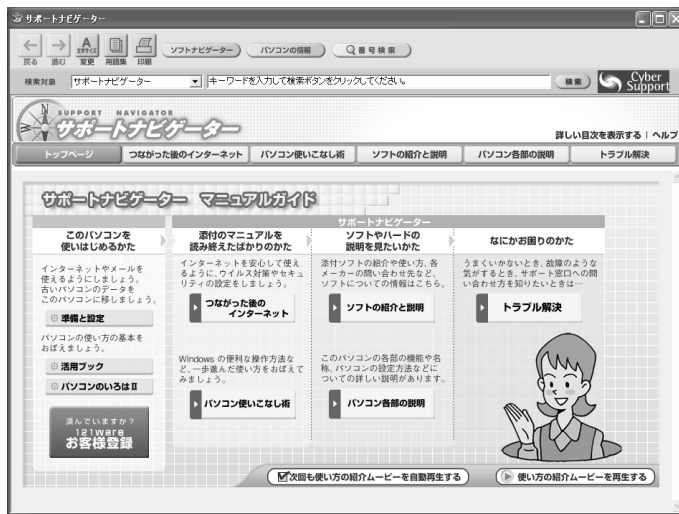 サポートナビゲーター
戻る 進む 変更 用語集 印刷
文字サイズ
ソフトナビゲーター パソコンの情報 番号検索
検索対象 サポートナビゲーター キーワードを入力して検索ボタンをクリックしてください。 検索 Cyber Support
SUPPORT NAVIGATOR
サポートナビゲーター
詳しい目次を表示する | ヘルプ
トップページ つながった後のインターネット パソコン使いこなし術 ソフトの紹介と説明 パソコン各部の説明 トラブル解決
サポートナビゲーター マニュアルガイド
サポートナビゲーター
このパソコンを
使いはじめるかた
インターネットやメールを
使えるようにしましょう。
古いパソコンのデータを
このパソコンに移しましょう。
準備と設定
パソコンの使い方の基本を
おぼえましょう。
活用ブック
パソコンのいろはⅡ
済んでいますか?
121ware
お客様登録
添付のマニュアルを
読み終えたばかりのかた
インターネットを安心して使え
るように、ウイルス対策やセキュ
リティの設定をしましょう。
つながった後の
インターネット
Windows の便利な操作方法な
ど、一歩進んだ使い方をおぼえて
みましょう。
パソコン使いこなし術
ソフトやハードの
説明を見たいかた
添付ソフトの紹介や使い方、各
メーカーの問い合わせ先など、
ソフトについての情報はこちら。
ソフトの紹介と説明
このパソコンの各部の機能や名
称、パソコンの設定方法などに
ついての詳しい説明があります。
パソコン各部の説明
なにかお困りのかた
うまくいかないとき、故障のような
気がするとき、サポート窓口への問
い合わせ方を知りたいときは…
トラブル解決
次回も使い方の紹介ムービーを自動再生する
使い方の紹介ムービーを再生する